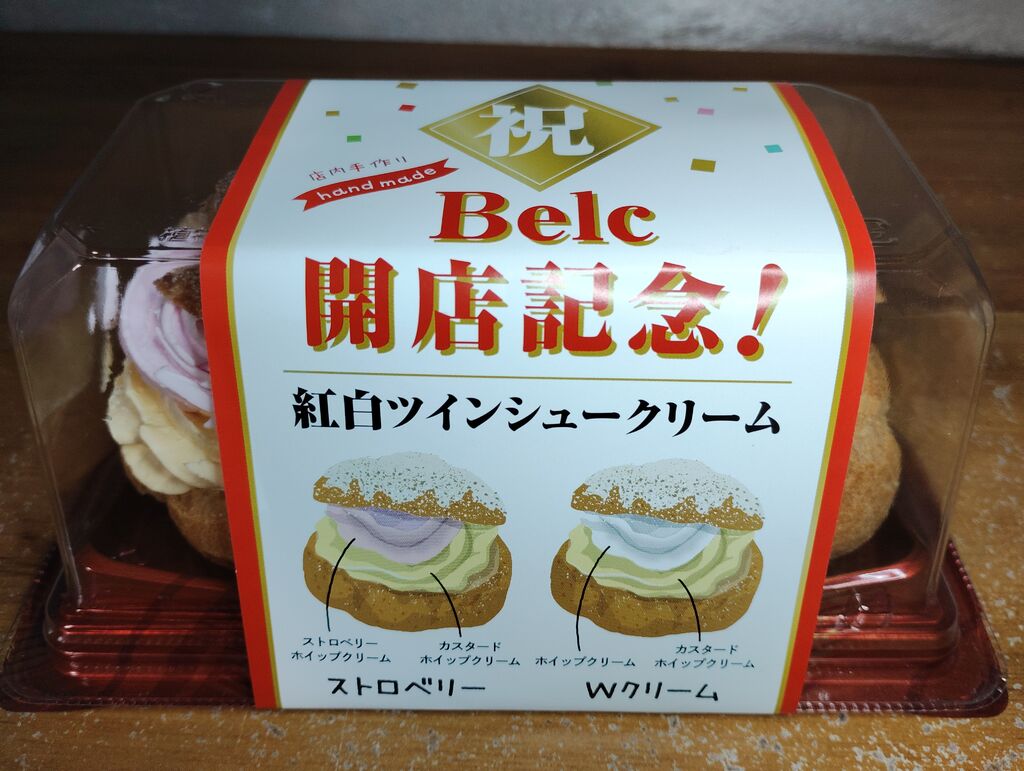 祝
店内手作り
hand made
Belc
開店記念!
紅白ツインシュークリーム
ストロベリー
ホイップクリーム
カスタード
ホイップクリーム
ホイップクリーム
カスタード
ホイップクリーム
ストロベリー
Wクリーム